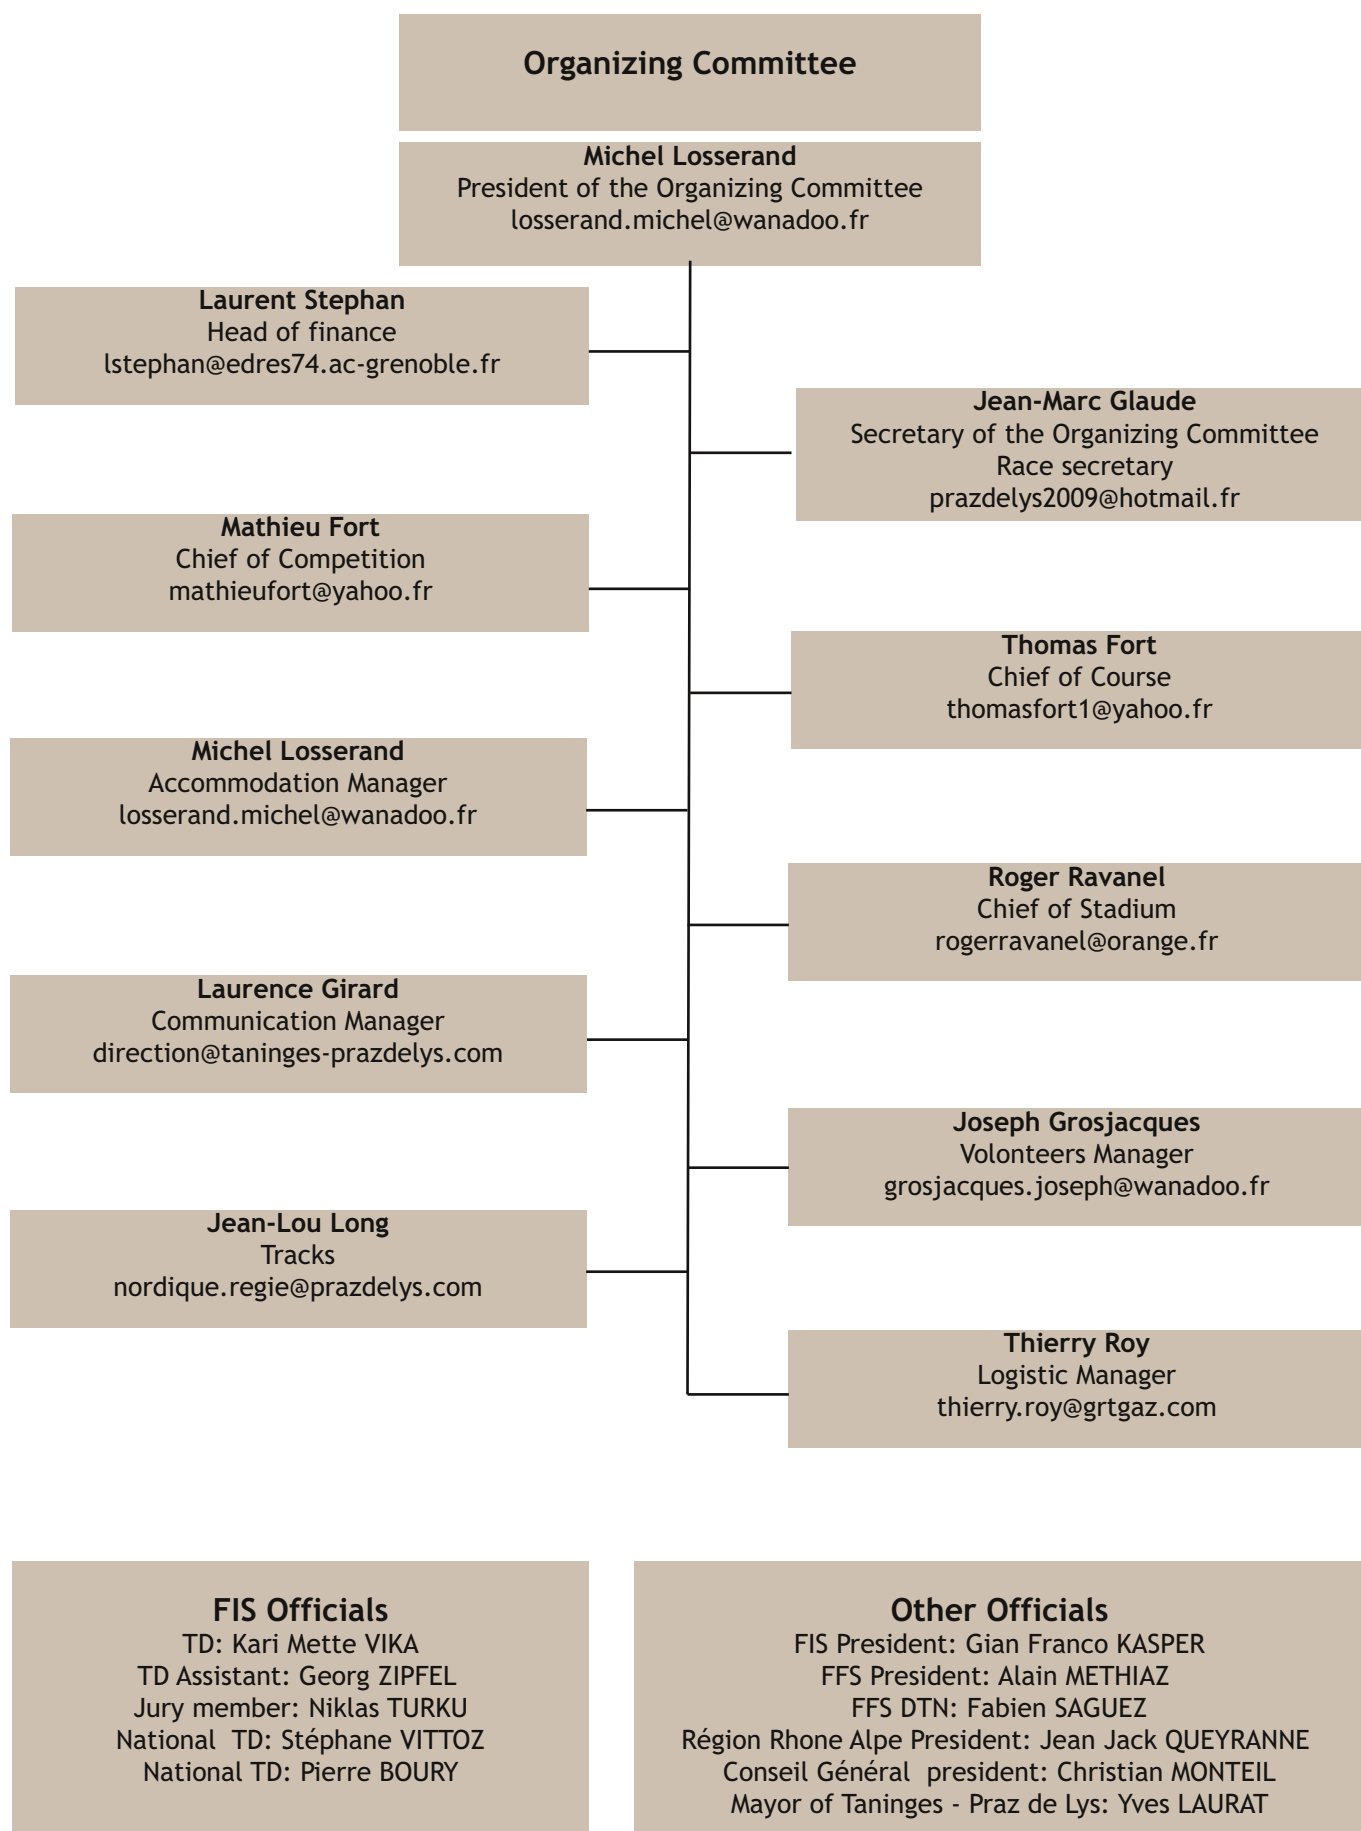 Organizing Committee
Michel Losserand
President of the Organizing Committee
losserand.michel@wanadoo.fr
Laurent Stephan
Head of finance
lstephan@edres74.ac-grenoble.fr
Jean-Marc Glaude
Secretary of the Organizing Committee
Race secretary
prazdelys2009@hotmail.fr
Mathieu Fort
Chief of Competition
mathieufort@yahoo.fr
Thomas Fort
Chief of Course
thomasfort1@yahoo.fr
Michel Losserand
Accommodation Manager
losserand.michel@wanadoo.fr
Roger Ravanel
Chief of Stadium
rogerravanel@orange.fr
Laurence Girard
Communication Manager
direction@taninges-prazdelys.com
Joseph Grosjacques
Volonteers Manager
grosjacques.joseph@wanadoo.fr
Jean-Lou Long
Tracks
nordique.regie@prazdelys.com
Thierry Roy
Logistic Manager
thierry.roy@grtgaz.com
FIS Officials
TD: Kari Mette VIKA
TD Assistant: Georg ZIPFEL
Jury member: Niklas TURKU
National  TD: Stéphane VITTOZ
National TD: Pierre BOURY
Other Officials
FIS President: Gian Franco KASPER
FFS President: Alain METHIAZ
FFS DTN: Fabien SAGUEZ
Région Rhone Alpe President: Jean Jack QUEYRANNE
Conseil Général  president: Christian MONTEIL
Mayor of Taninges - Praz de Lys: Yves LAURAT